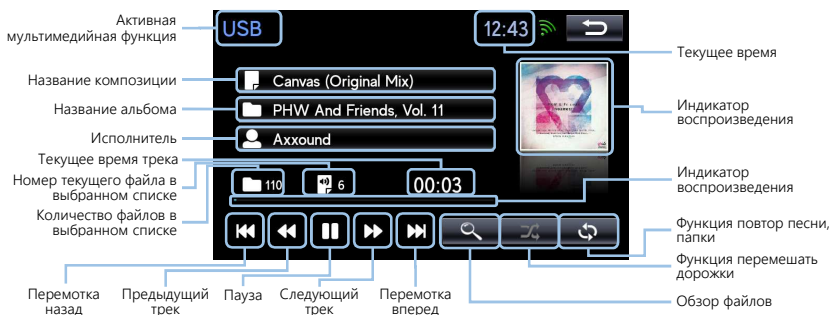 Активная
мультимедийная функция
USB
12:43
Текущее время
Название композиции
Canvas (Original Mix)
Название альбома
PHW And Friends, Vol. 11
Индикатор
воспроизведения
Исполнитель
Axxound
Текущее время трека
Номер текущего файла в
выбранном списке
110
6
00:03
Индикатор
воспроизведения
Количество файлов в
выбранном списке
Функция повтор песни,
папки
Функция перемешать
дорожки
Обзор файлов
Перемотка
назад
Предыдущий
трек
Пауза
Следующий
трек
Перемотка
вперед